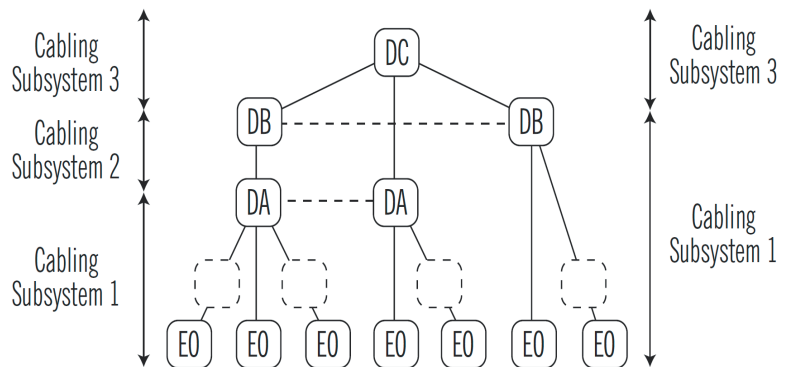 Cabling
Subsystem 3
DC
Cabling
Subsystem 3
DB
DB
Cabling
Subsystem 2
DA
DA
Cabling
Subsystem 1
Cabling
Subsystem 1
EO
EO
EO
EO
EO
EO
EO